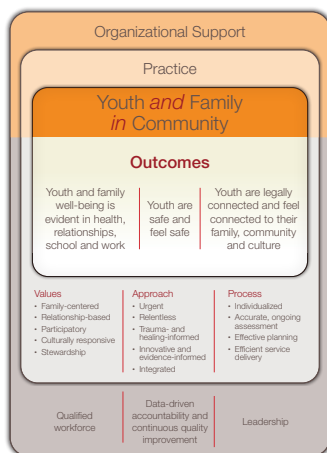 Organizational Support
Practice
Youth and Family
in Community
Outcomes
Youth and family
well-being is
evident in health,
relationships,
school and work
Youth are
safe and
feel safe
Youth are legally
connected and feel
connected to their
family, community
and culture
Values
• Family-centered
• Relationship-based
• Participatory
• Culturally responsive
• Stewardship
Approach
• Urgent
• Relentless
• Trauma- and
healing-informed
• Innovative and
evidence-informed
• Integrated
Process
• Individualized
• Accurate, ongoing
assessment
• Effective planning
• Efficient service
delivery
Qualified
workforce
Data-driven
accountability and
continuous quality
improvement
Leadership